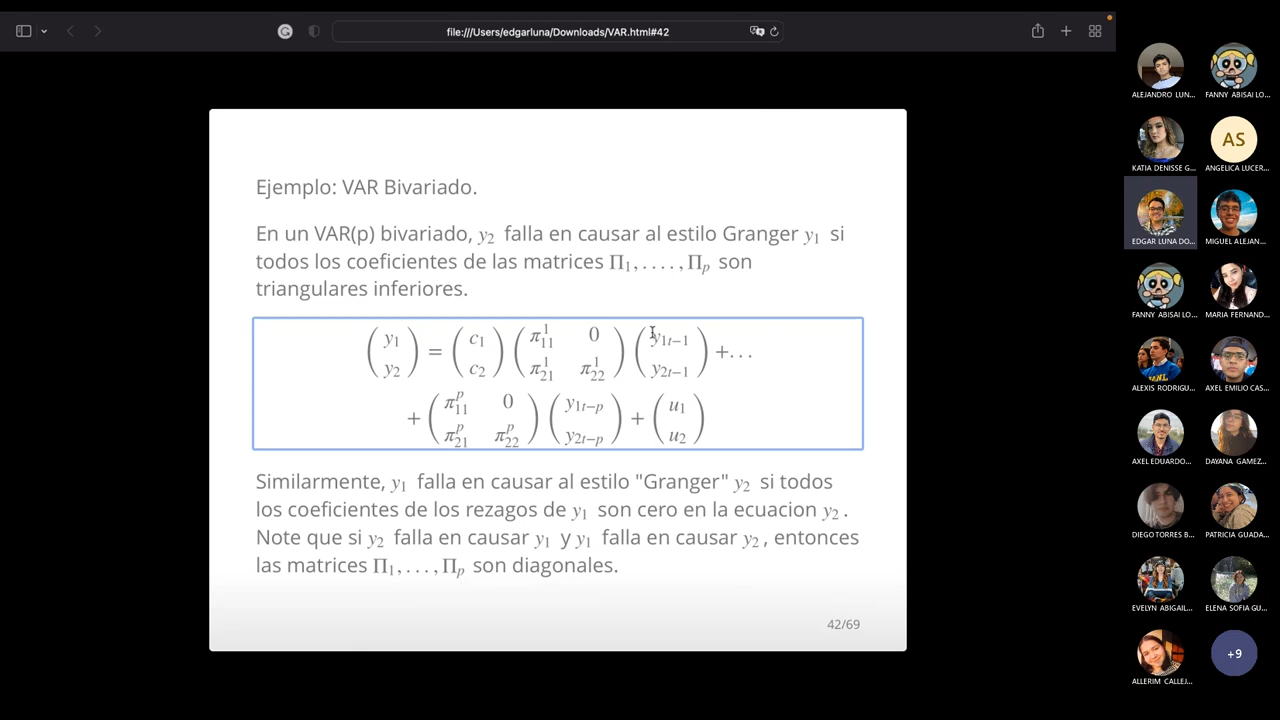 file:///Users/edgarluna/Downloads/VAR.html#42
Ejemplo: VAR Bivariado.
En un VAR(p) bivariado, y₂ falla en causar al estilo Granger y₁ si
todos los coeficientes de las matrices Π₁, . . . . , Πₚ son
triangulares inferiores.
( y₁ ; y₂ ) = ( c₁ ; c₂ ) ( π¹₁₁ 0 ; π¹₂₁ π¹₂₂ ) ( y₁ₜ₋₁ ; y₂ₜ₋₁ ) + . . .
+ ( πᵖ₁₁ 0 ; πᵖ₂₁ πᵖ₂₂ ) ( y₁ₜ₋ₚ ; y₂ₜ₋ₚ ) + ( u₁ ; u₂ )
Similarmente, y₁ falla en causar al estilo "Granger" y₂ si todos
los coeficientes de los rezagos de y₁ son cero en la ecuacion y₂ .
Note que si y₂ falla en causar y₁ y y₁ falla en causar y₂ , entonces
las matrices Π₁, . . . , Πₚ son diagonales.
42/69
ALEJANDRO LUN...
FANNY ABISAI LO...
KATIA DENISSE G...
AS
ANGELICA LUCER...
EDGAR LUNA DO...
MIGUEL ALEJAN...
FANNY ABISAI LO...
MARIA FERNAND...
ALEXIS RODRIGU...
AXEL EMILIO CAS...
AXEL EDUARDO...
DAYANA GAMEZ...
DIEGO TORRES B...
PATRICIA GUADA...
EVELYN ABIGAIL...
ELENA SOFIA GU...
ALLERIM CALLEJ...
+9